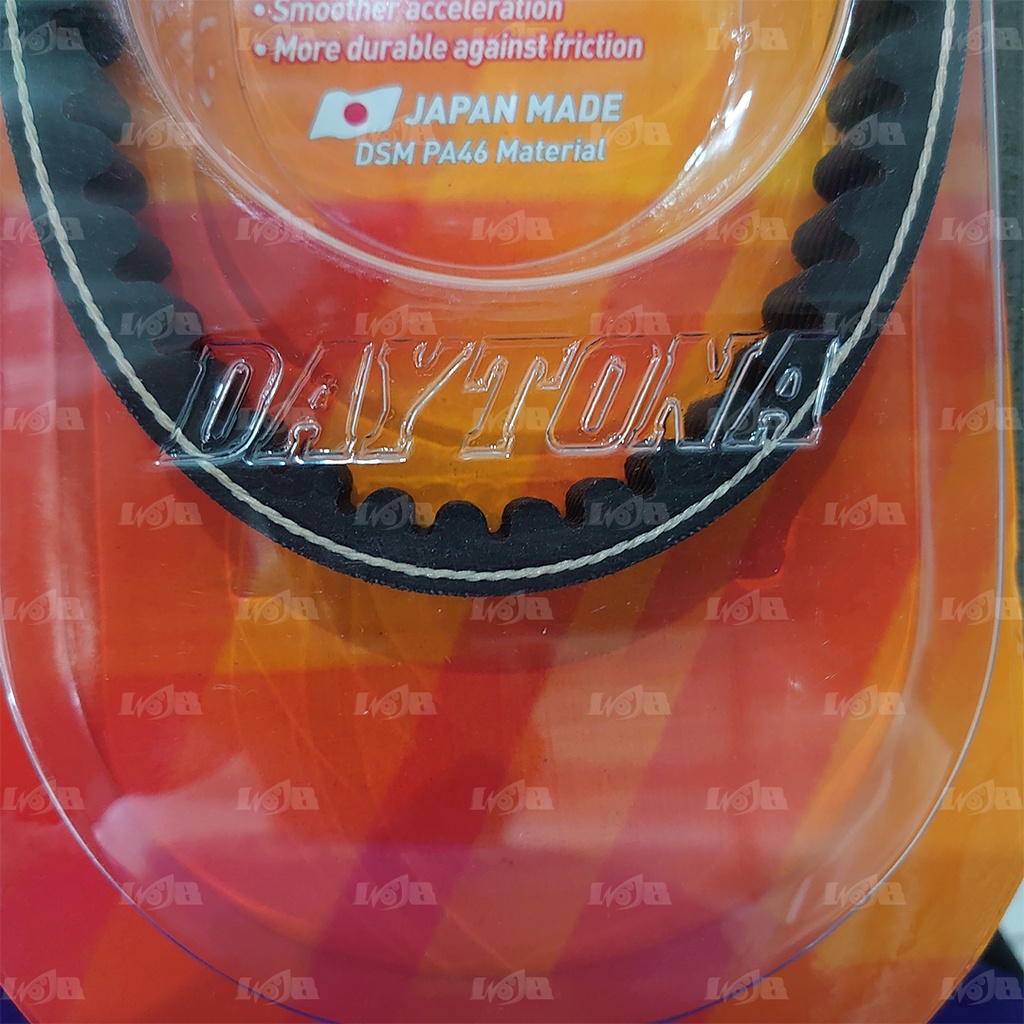 • Smoother acceleration
• More durable against friction
JAPAN MADE
DSM PA46 Material
DAYTONA